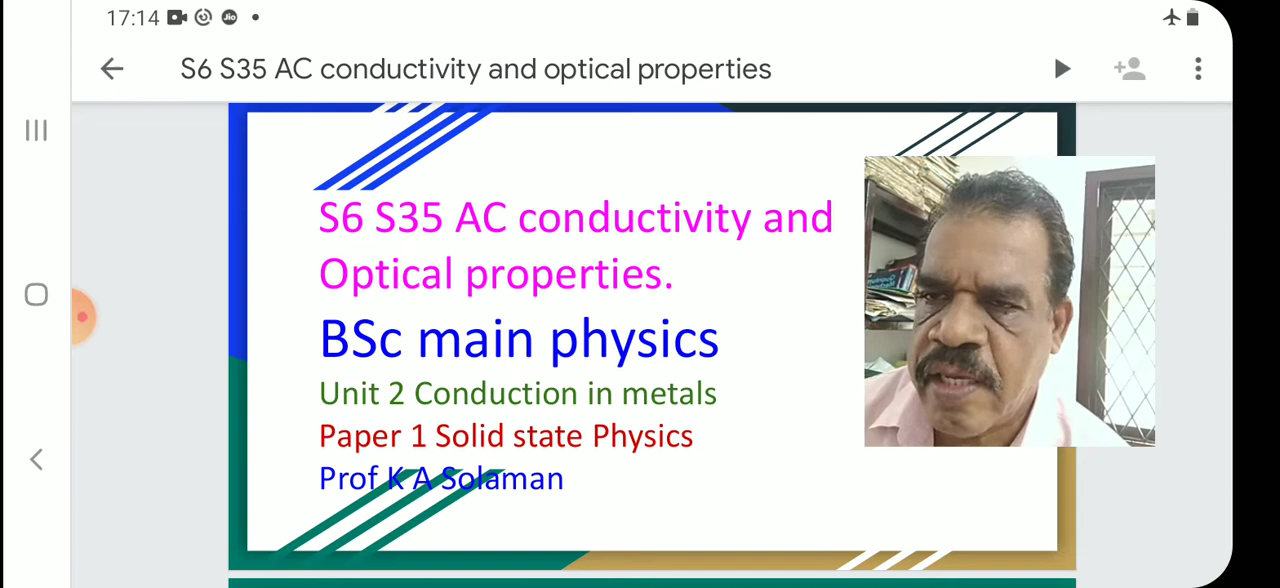 17:14
Jio
S6 S35 AC conductivity and optical properties
S6 S35 AC conductivity and
Optical properties.
BSc main physics
Unit 2 Conduction in metals
Paper 1 Solid state Physics
Prof K A Solaman